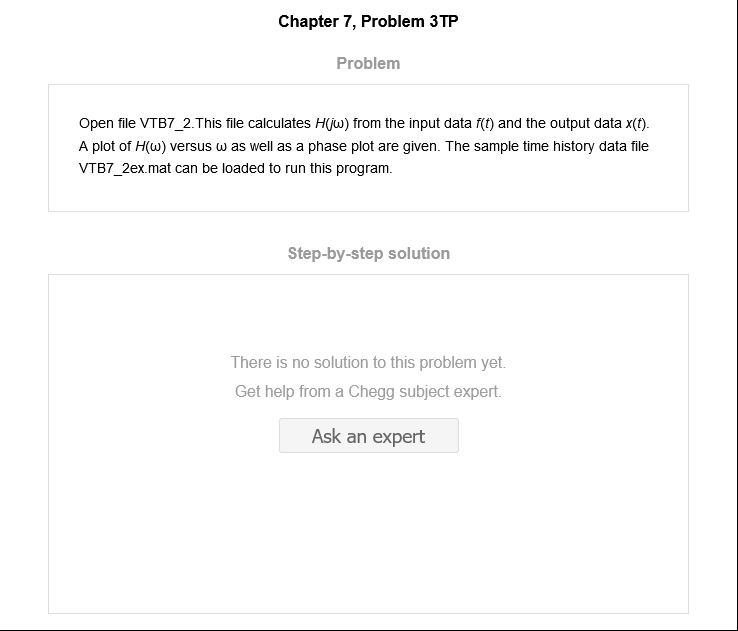 Chapter 7, Problem 3TP
Problem
Open file VTB7_2.This file calculates H(jω) from the input data f(t) and the output data x(t).
A plot of H(ω) versus ω as well as a phase plot are given. The sample time history data file
VTB7_2ex.mat can be loaded to run this program.
Step-by-step solution
There is no solution to this problem yet.
Get help from a Chegg subject expert.
Ask an expert